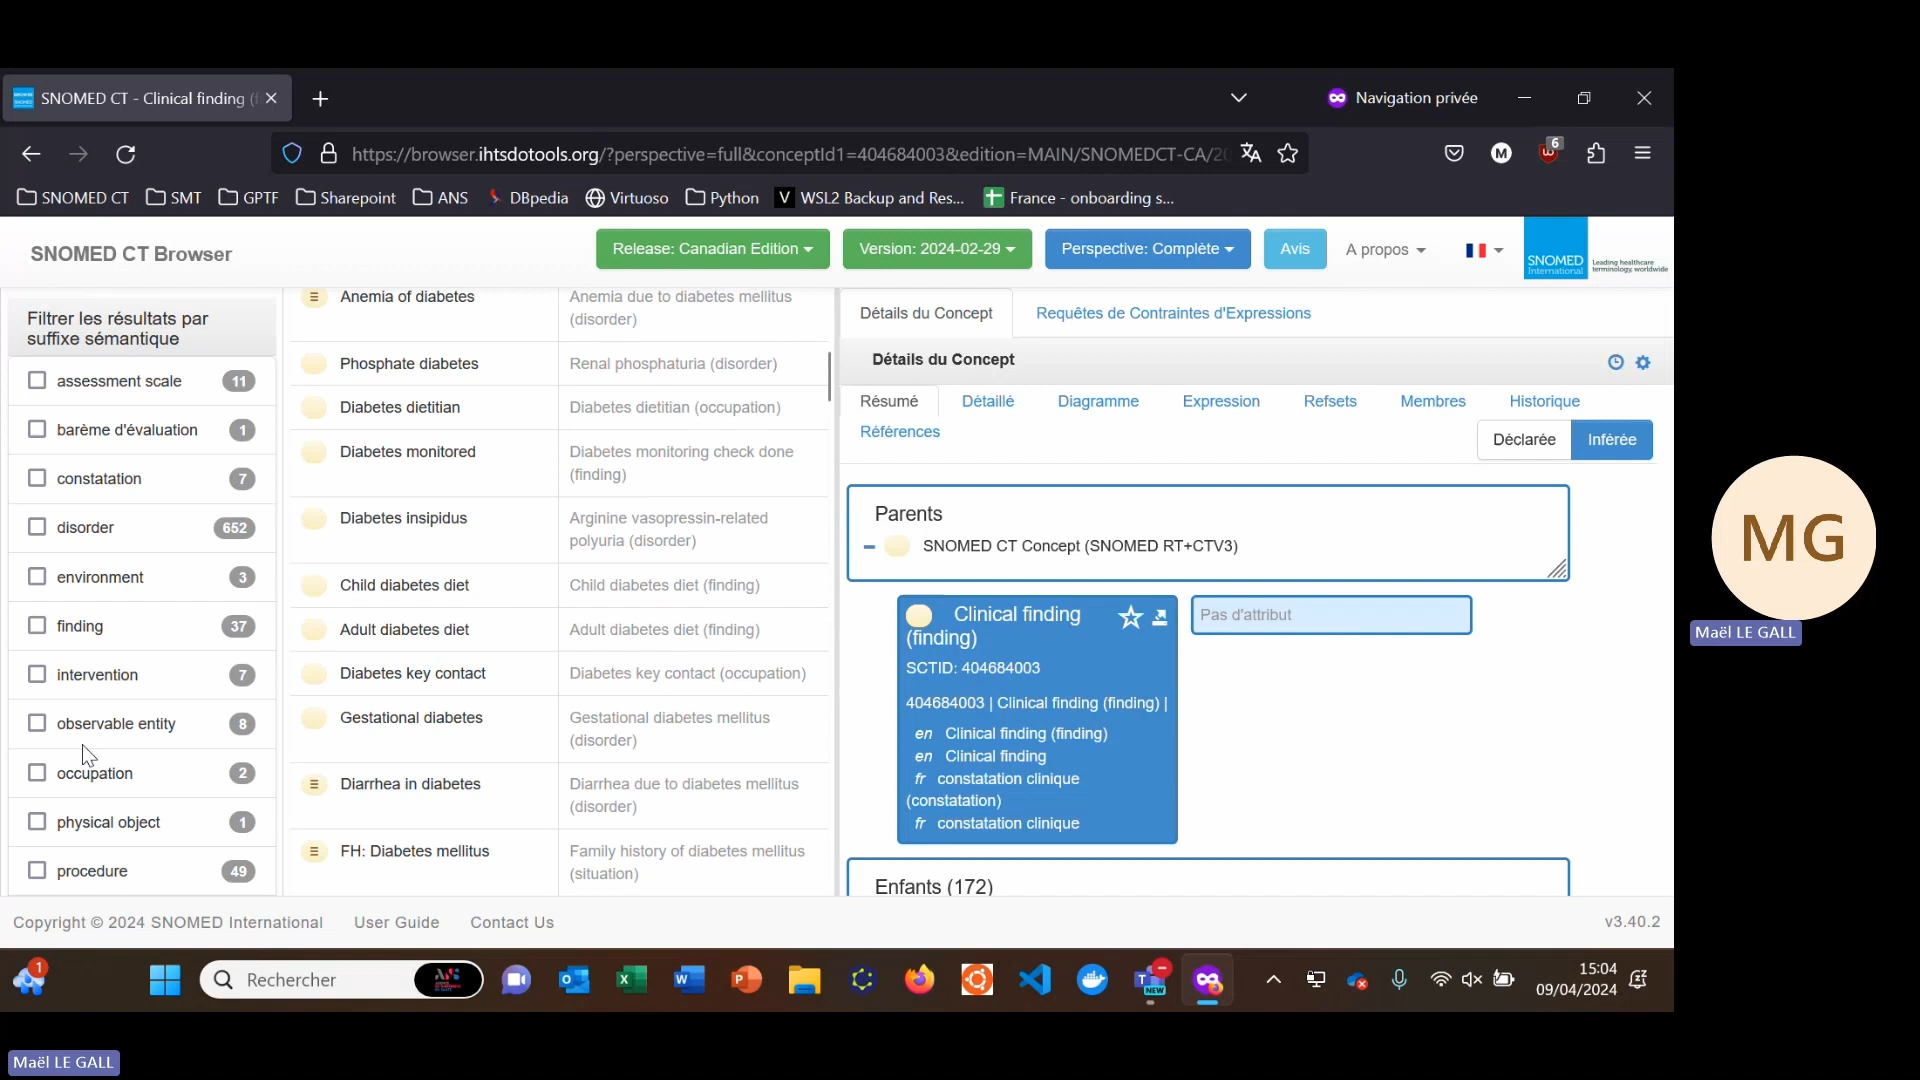 SNOMED CT - Clinical finding (f
Navigation privée
https://browser.ihtsdotools.org/?perspective=full&conceptId1=404684003&edition=MAIN/SNOMEDCT-CA/20
M
6
SNOMED CT
SMT
GPTF
Sharepoint
ANS
DBpedia
Virtuoso
Python
V
WSL2 Backup and Res...
France - onboarding s...
SNOMED CT Browser
Release: Canadian Edition
Version: 2024-02-29
Perspective: Complète
Avis
A propos
SNOMED
International
Leading healthcare
terminology, worldwide
Filtrer les résultats par
suffixe sémantique
assessment scale 11
barème d'évaluation 1
constatation 7
disorder 652
environment 3
finding 37
intervention 7
observable entity 8
occupation 2
physical object 1
procedure 49
Anemia of diabetes
Anemia due to diabetes mellitus
(disorder)
Phosphate diabetes
Renal phosphaturia (disorder)
Diabetes dietitian
Diabetes dietitian (occupation)
Diabetes monitored
Diabetes monitoring check done
(finding)
Diabetes insipidus
Arginine vasopressin-related
polyuria (disorder)
Child diabetes diet
Child diabetes diet (finding)
Adult diabetes diet
Adult diabetes diet (finding)
Diabetes key contact
Diabetes key contact (occupation)
Gestational diabetes
Gestational diabetes mellitus
(disorder)
Diarrhea in diabetes
Diarrhea due to diabetes mellitus
(disorder)
FH: Diabetes mellitus
Family history of diabetes mellitus
(situation)
Détails du Concept
Requêtes de Contraintes d'Expressions
Détails du Concept
Résumé
Détaillé
Diagramme
Expression
Refsets
Membres
Historique
Références
Déclarée
Inférée
Parents
SNOMED CT Concept (SNOMED RT+CTV3)
Clinical finding
(finding)
SCTID: 404684003
404684003 | Clinical finding (finding) |
en Clinical finding (finding)
en Clinical finding
fr constatation clinique
(constatation)
fr constatation clinique
Pas d'attribut
Enfants (172)
Copyright © 2024 SNOMED International
User Guide
Contact Us
v3.40.2
1
Rechercher
NEW
15:04
09/04/2024
MG
Maël LE GALL
Maël LE GALL